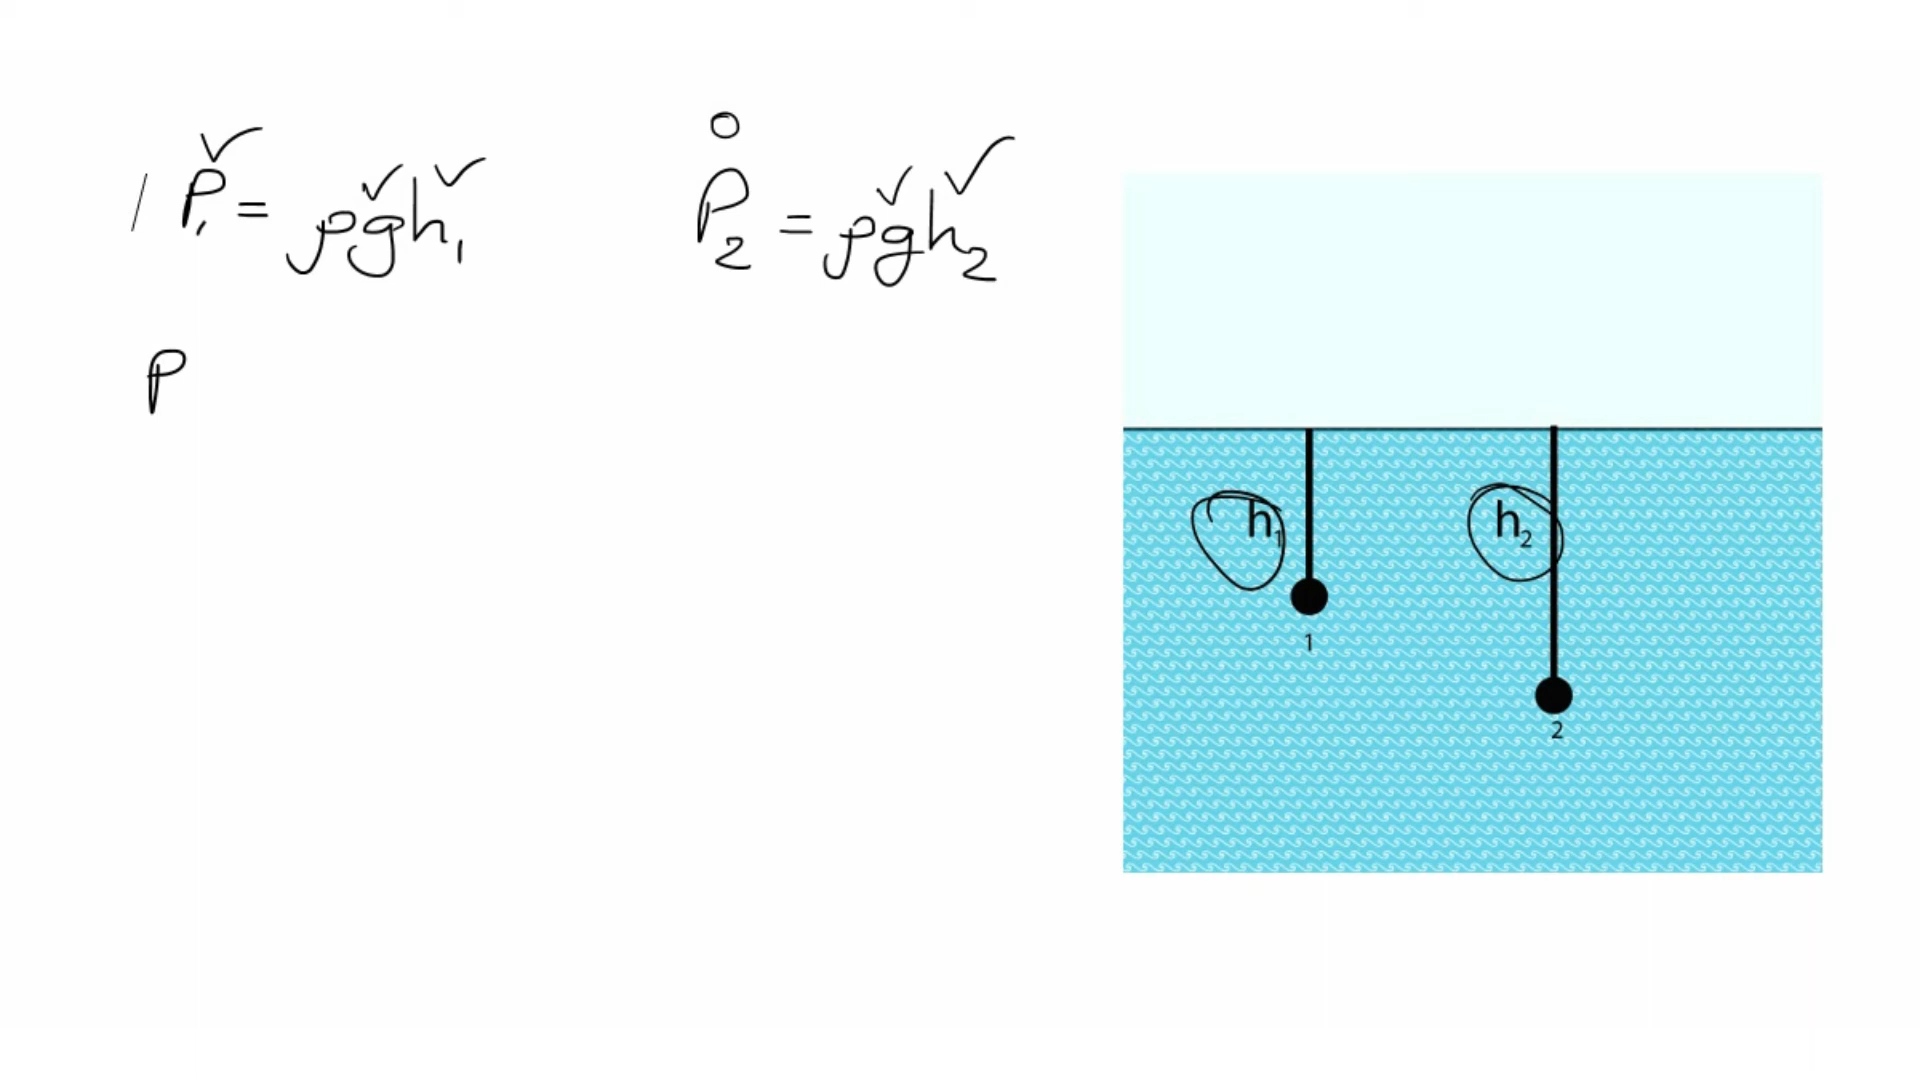 P₁ = ρgh₁
P₂ = ρgh₂
P
h₁
h₂
1
2